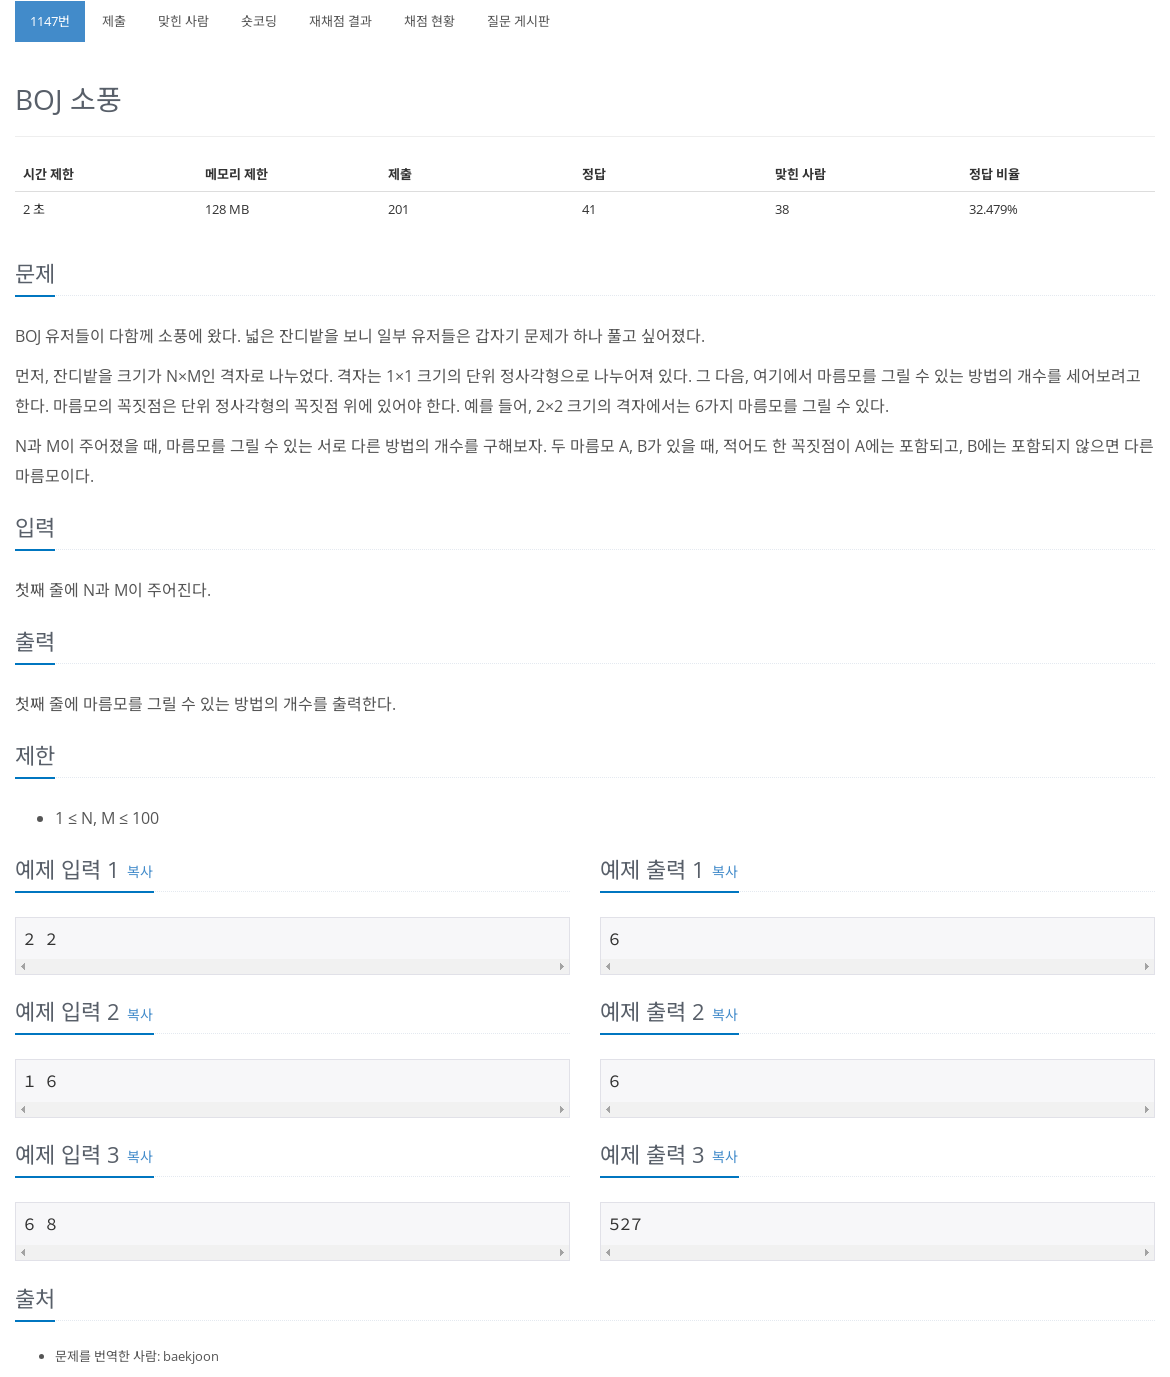 1147번 제출 맞힌 사람 숏코딩 재채점 결과 채점 현황 질문 게시판
BOJ 소풍
시간 제한 메모리 제한 제출 정답 맞힌 사람 정답 비율
2 초 128 MB 201 41 38 32.479%
문제
BOJ 유저들이 다함께 소풍에 왔다. 넓은 잔디밭을 보니 일부 유저들은 갑자기 문제가 하나 풀고 싶어졌다.
먼저, 잔디밭을 크기가 N×M인 격자로 나누었다. 격자는 1×1 크기의 단위 정사각형으로 나누어져 있다. 그 다음, 여기에서 마름모를 그릴 수 있는 방법의 개수를 세어보려고
한다. 마름모의 꼭짓점은 단위 정사각형의 꼭짓점 위에 있어야 한다. 예를 들어, 2×2 크기의 격자에서는 6가지 마름모를 그릴 수 있다.
N과 M이 주어졌을 때, 마름모를 그릴 수 있는 서로 다른 방법의 개수를 구해보자. 두 마름모 A, B가 있을 때, 적어도 한 꼭짓점이 A에는 포함되고, B에는 포함되지 않으면 다른
마름모이다.
입력
첫째 줄에 N과 M이 주어진다.
출력
첫째 줄에 마름모를 그릴 수 있는 방법의 개수를 출력한다.
제한
• 1 ≤ N, M ≤ 100
예제 입력 1 복사 예제 출력 1 복사
2 2 6
예제 입력 2 복사 예제 출력 2 복사
1 6 6
예제 입력 3 복사 예제 출력 3 복사
6 8 527
출처
• 문제를 번역한 사람: baekjoon